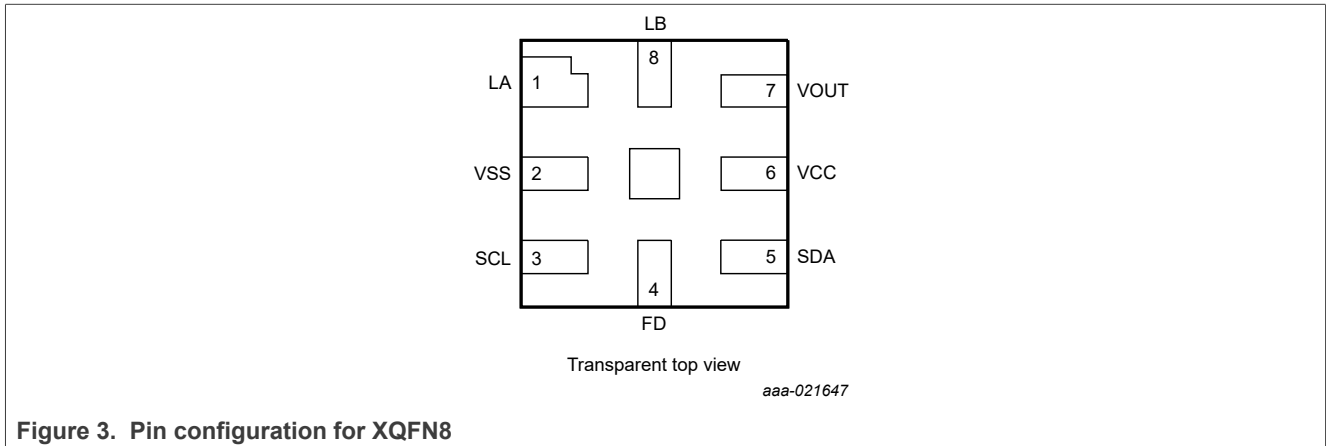 LB
8
LA 1
7 VOUT
VSS 2
6 VCC
SCL 3
5 SDA
4
FD
Transparent top view
aaa-021647
Figure 3. Pin configuration for XQFN8